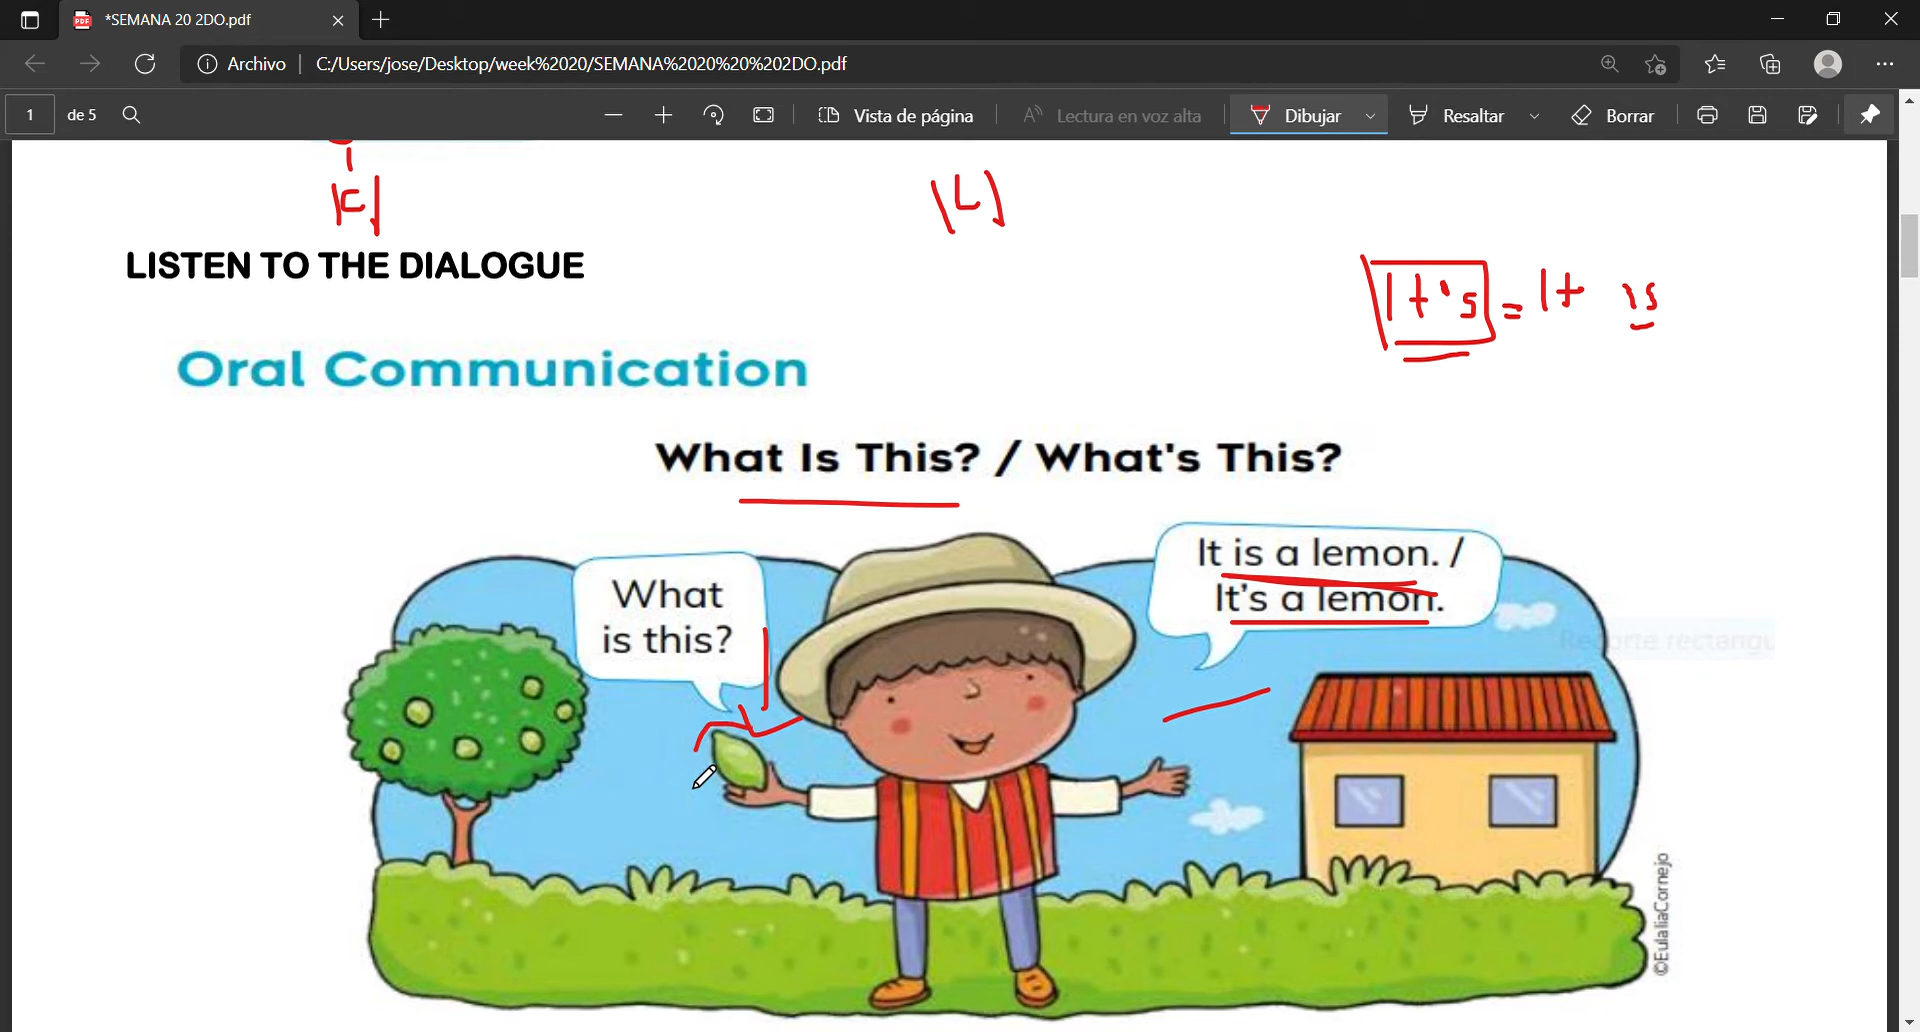 *SEMANA 20 2DO.pdf
Archivo C:/Users/jose/Desktop/week%2020/SEMANA%2020%20%202DO.pdf
1 de 5 Vista de página Lectura en voz alta Dibujar Resaltar Borrar
LISTEN TO THE DIALOGUE
It's = It is
Oral Communication
What Is This? / What's This?
What
is this?
It is a lemon. /
It's a lemon.
©EulaliaCornejo